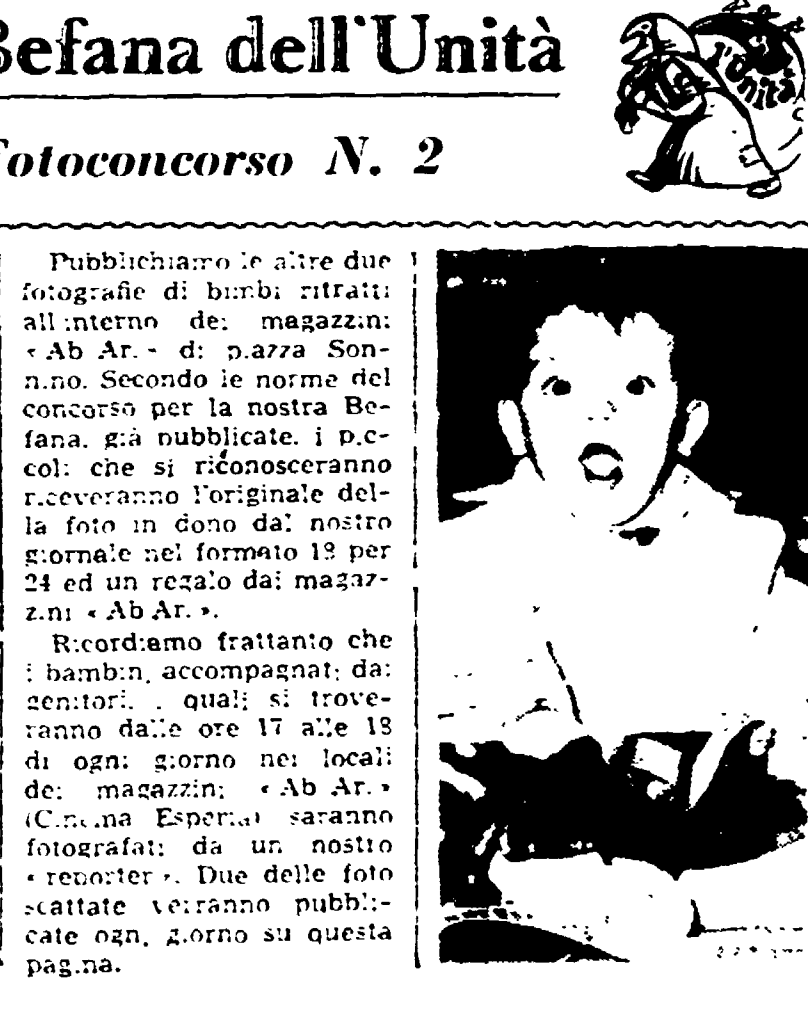 Befana dell'Unità
l'Unità
Fotoconcorso N. 2
Pubblichiamo le altre due
fotografie di bimbi ritratti
all'interno dei magazzini
« Ab Ar. » di piazza Son-
nino. Secondo le norme del
concorso per la nostra Be-
fana, già pubblicate, i pic-
coli che si riconosceranno
riceveranno l'originale del-
la foto in dono dal nostro
giornale nel formato 18 per
24 ed un regalo dai magaz-
zini « Ab Ar. ».
Ricordiamo frattanto che
i bambini, accompagnati dai
genitori, i quali si trove-
ranno dalle ore 17 alle 18
di ogni giorno nei locali
dei magazzini « Ab Ar. »
(Cinema Esperia) saranno
fotografati da un nostro
« reporter ». Due delle foto
scattate verranno pubbli-
cate ogni giorno su questa
pagina.